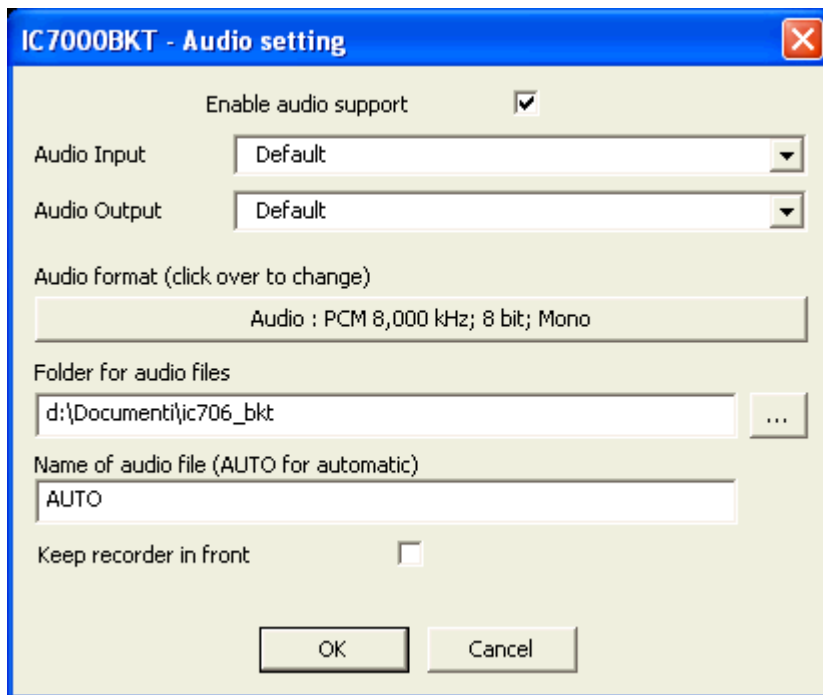 IC7000BKT - Audio setting
Enable audio support
Audio Input Default
Audio Output Default
Audio format (click over to change)
Audio : PCM 8,000 kHz; 8 bit; Mono
Folder for audio files
d:\Documenti\ic706_bkt ...
Name of audio file (AUTO for automatic)
AUTO
Keep recorder in front
OK Cancel